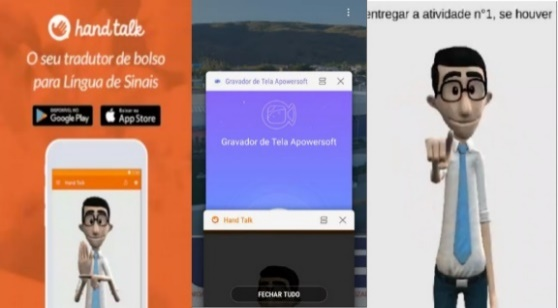 hand talk
O seu tradutor de bolso
para Língua de Sinais
Google Play
App Store
Hand Talk
Gravador de Tela Apowersoft
Gravador de Tela Apowersoft
Hand Talk
FECHAR TUDO
entregar a atividade n°1, se houver